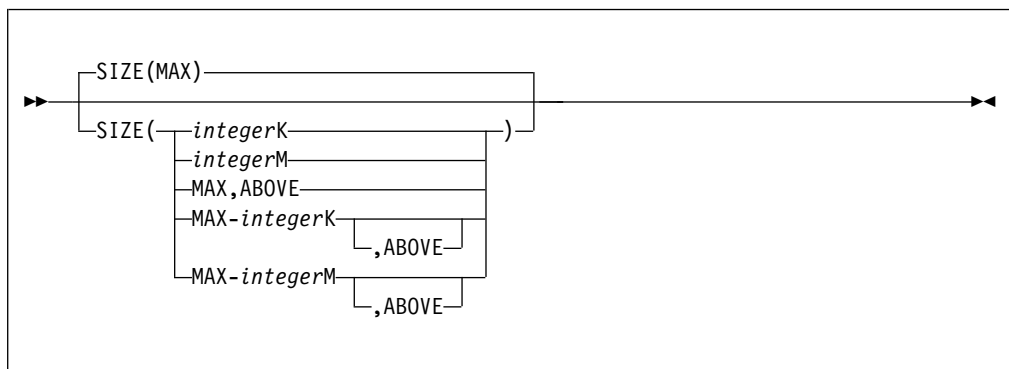 SIZE(MAX)
SIZE( integerK )
integerM
MAX,ABOVE
MAX-integerK
,ABOVE
MAX-integerM
,ABOVE